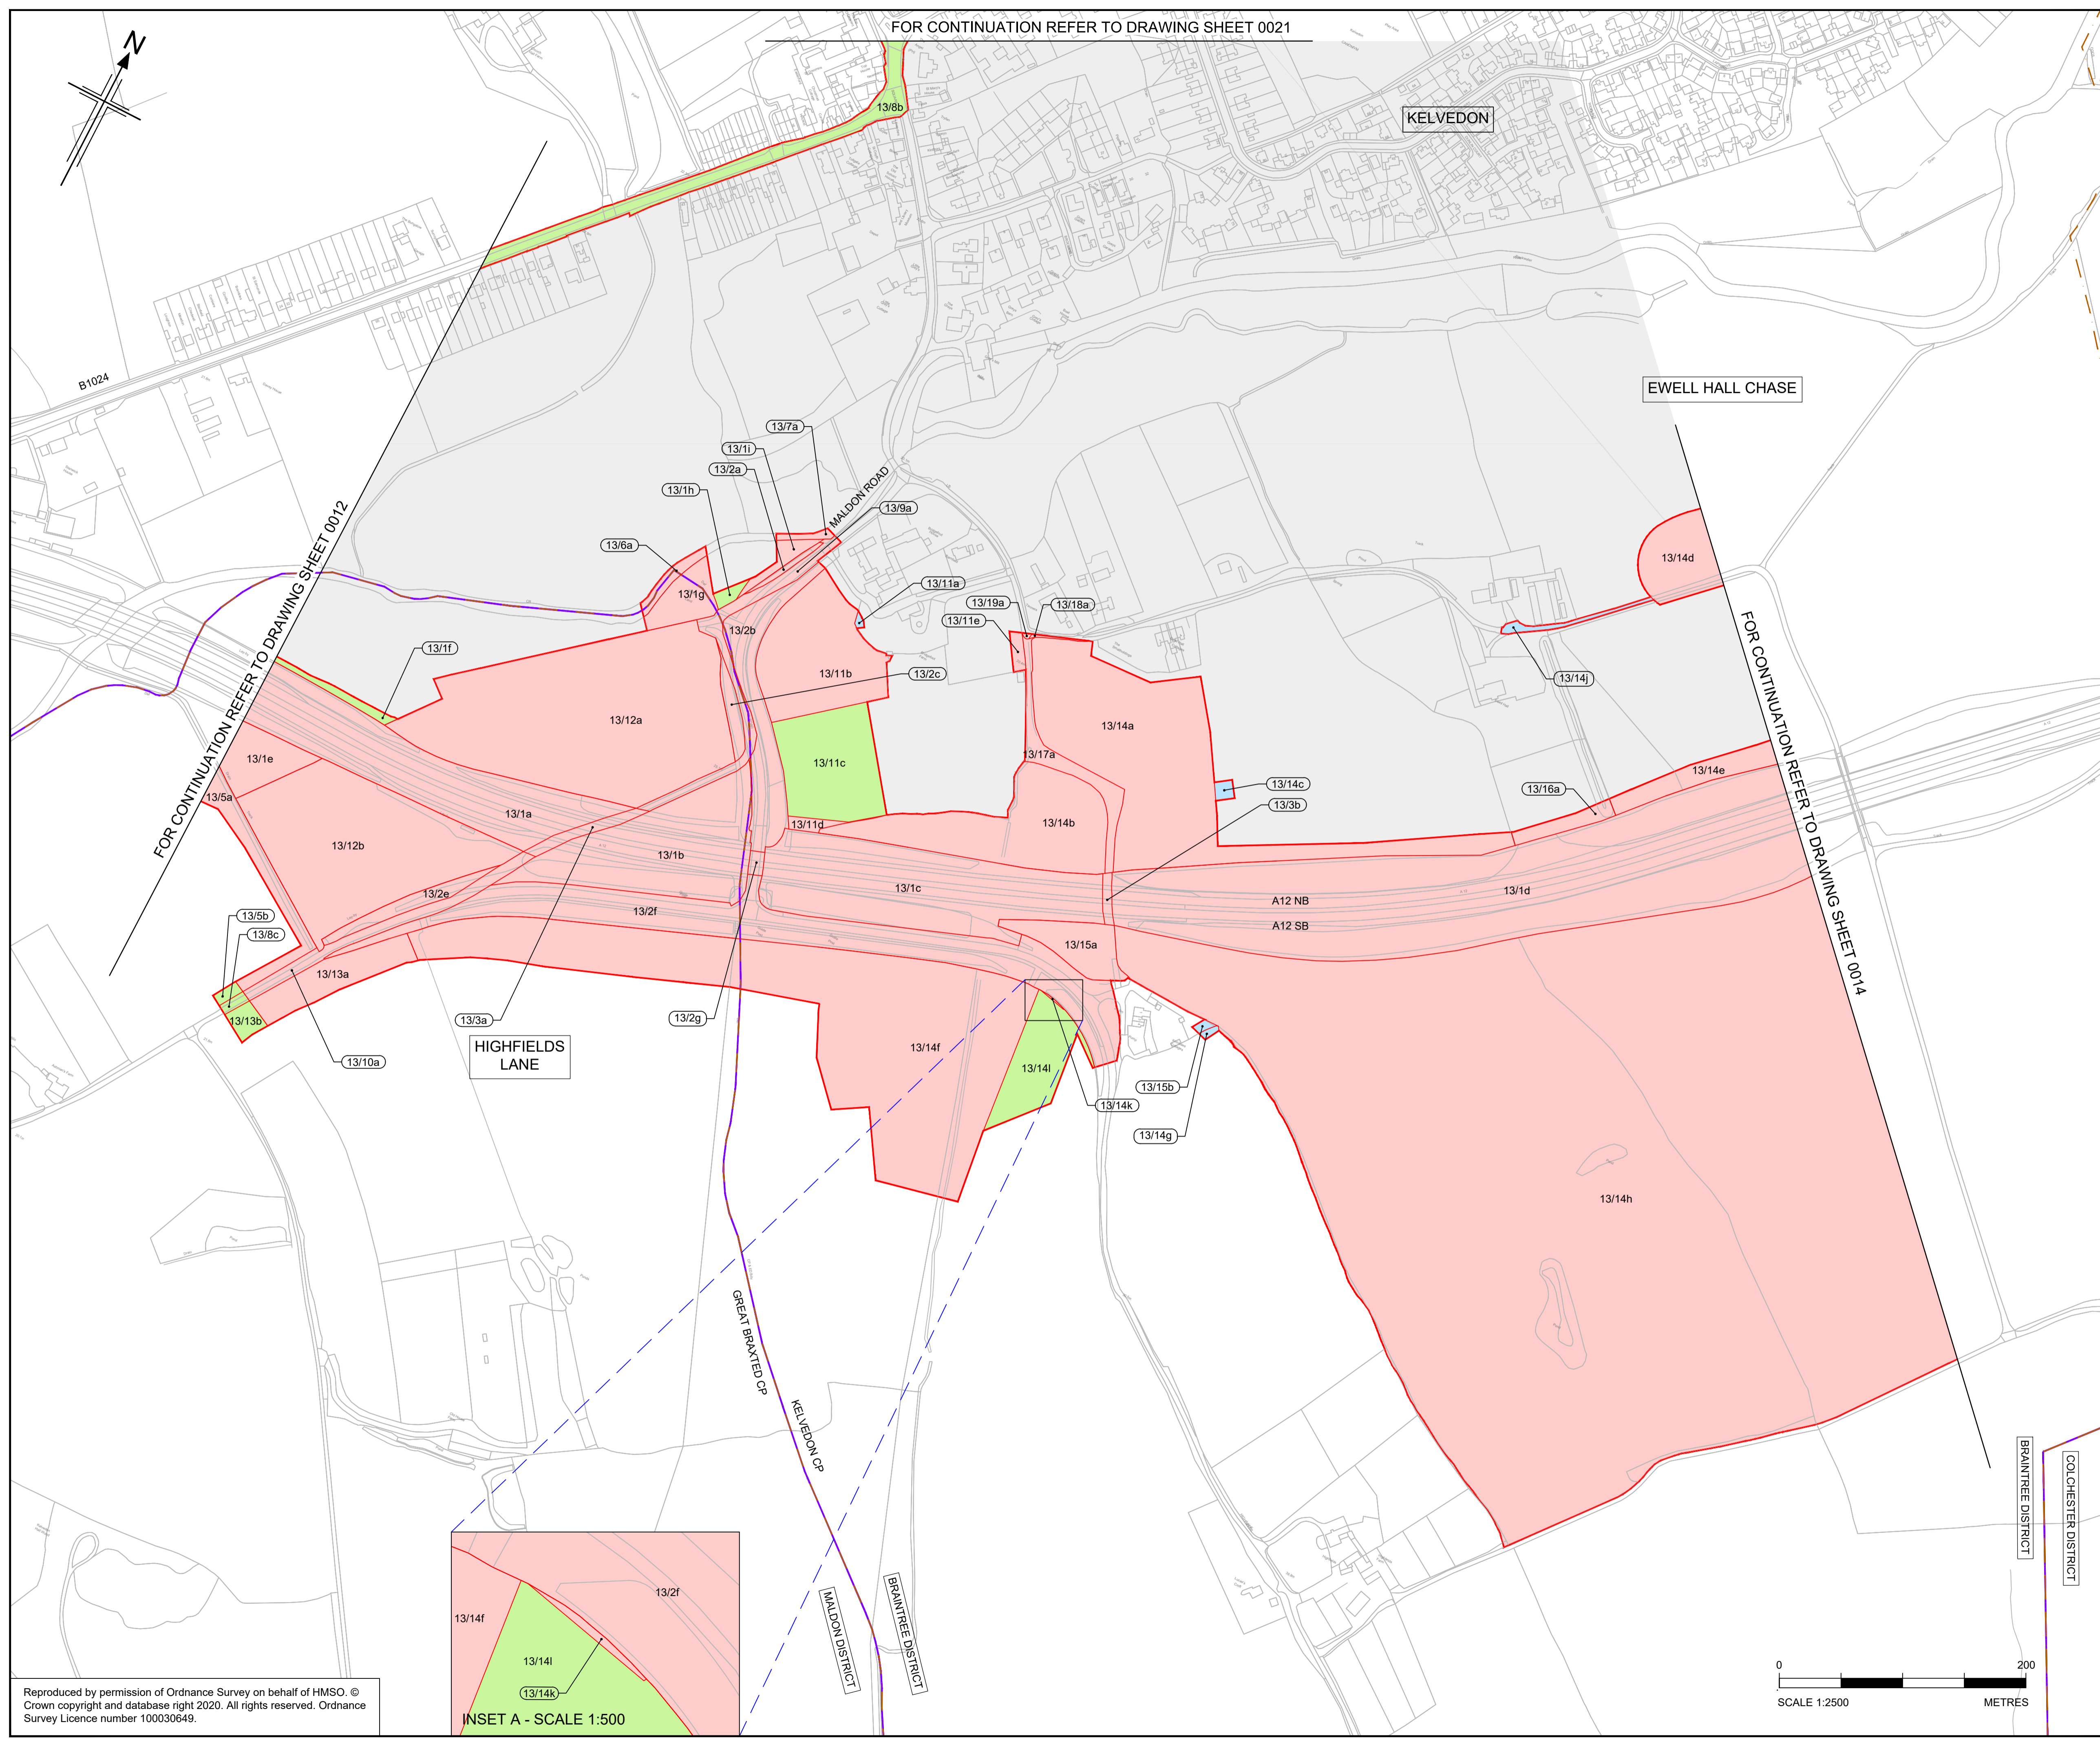 FOR CONTINUATION REFER TO DRAWING SHEET 0021
N
13/8b
KELVEDON
B1024
EWELL HALL CHASE
13/7a
13/1i
13/2a
MALDON ROAD
13/1h
13/9a
FOR CONTINUATION REFER TO DRAWING SHEET 0012
13/6a
13/14d
13/11a
13/1g
13/19a
13/18a
13/11e
13/2b
13/1f
13/11b
13/2c
13/14j
13/12a
13/14a
13/1e
13/17a
13/11c
13/14e
13/14c
13/16a
13/5a
13/3b
13/1a
13/11d
13/14b
13/12b
13/1b
13/2e
13/1c
13/1d
A12 NB
13/2f
13/5b
A12 SB
FOR CONTINUATION REFER TO DRAWING SHEET 0014
13/8c
13/15a
13/13a
13/13b
13/3a
13/2g
HIGHFIELDS
LANE
13/14f
13/10a
13/14l
13/15b
13/14k
13/14g
13/14h
GREAT BRAXTED CP
KELVEDON CP
MALDON DISTRICT
BRAINTREE DISTRICT
BRAINTREE DISTRICT
COLCHESTER DISTRICT
13/2f
13/14f
13/14l
13/14k
INSET A - SCALE 1:500
Reproduced by permission of Ordnance Survey on behalf of HMSO. ©
Crown copyright and database right 2020. All rights reserved. Ordnance
Survey Licence number 100030649.
0
200
SCALE 1:2500
METRES